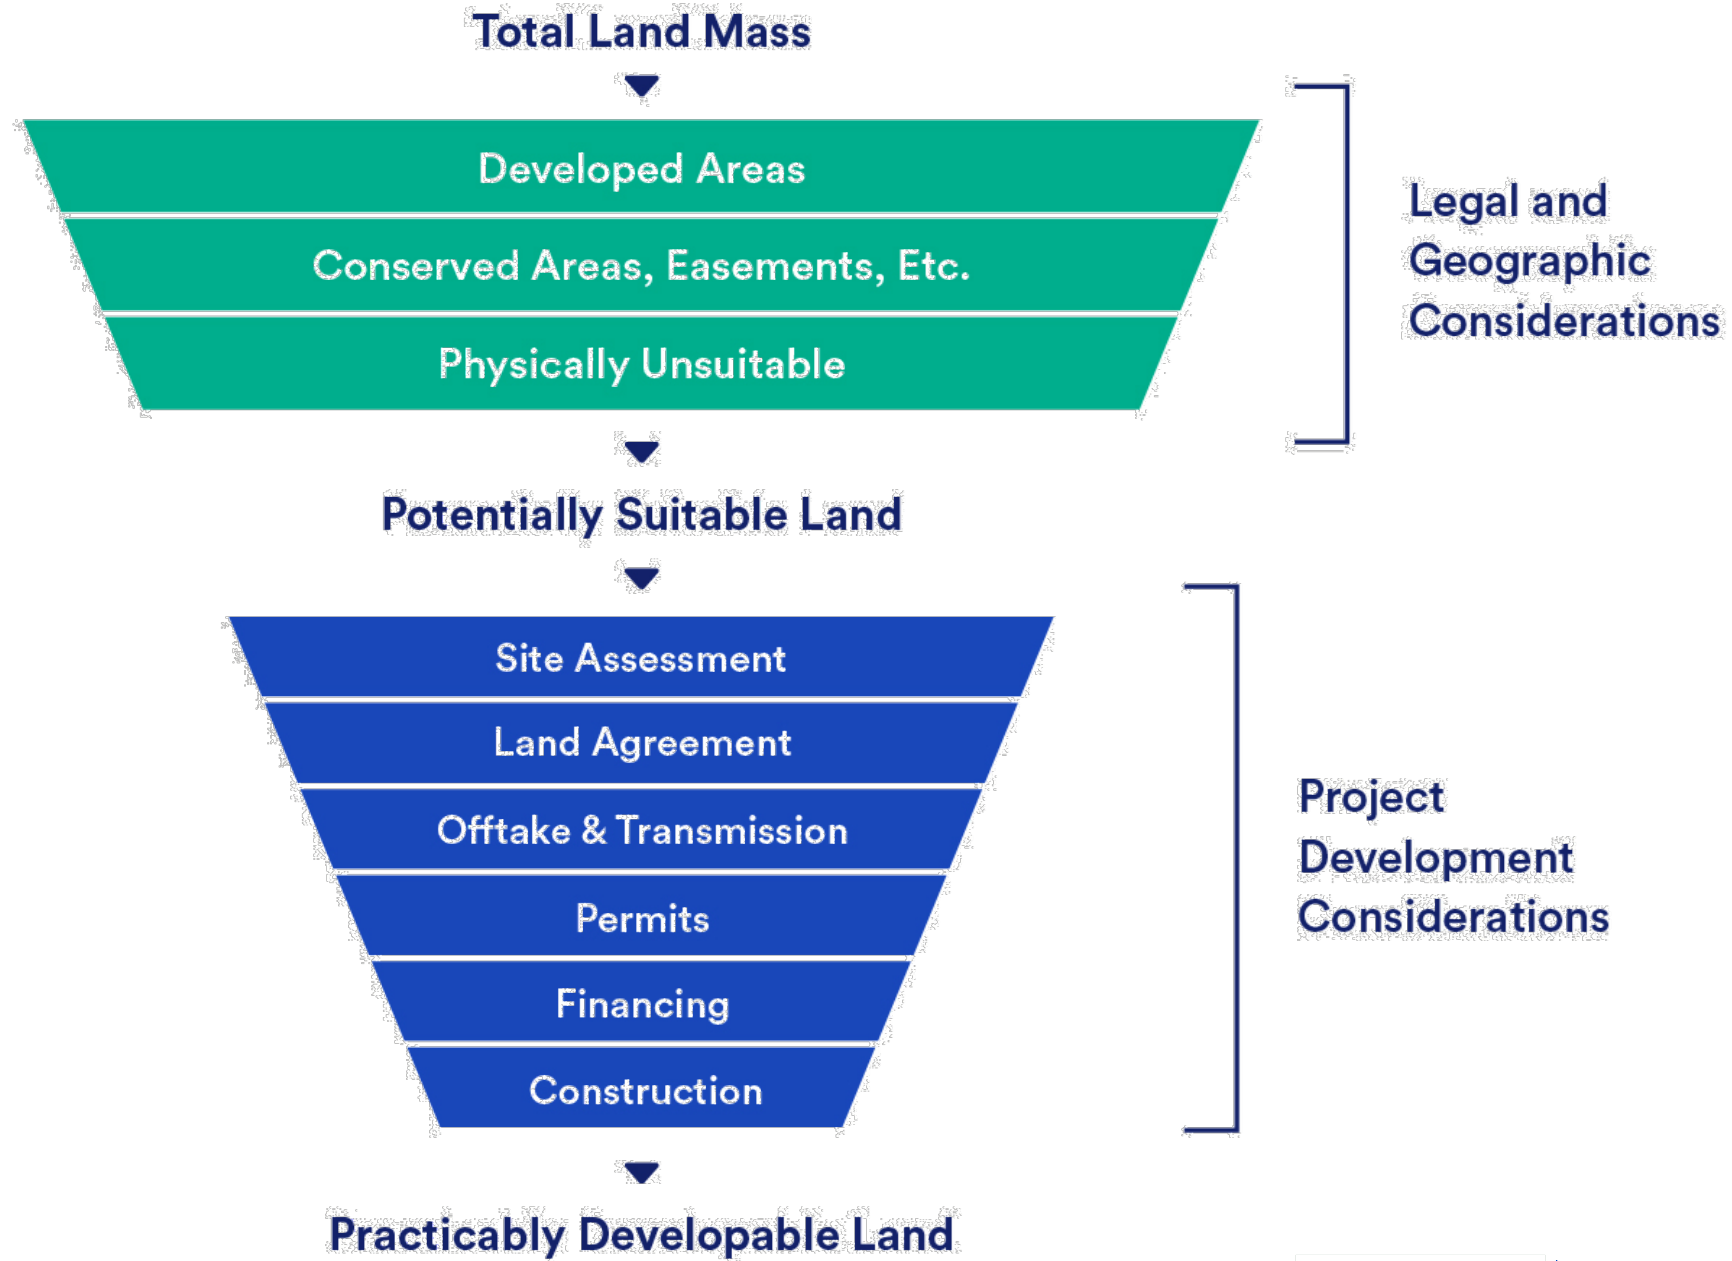 Total Land Mass
Developed Areas
Conserved Areas, Easements, Etc.
Physically Unsuitable
Legal and
Geographic
Considerations
Potentially Suitable Land
Site Assessment
Land Agreement
Offtake & Transmission
Permits
Financing
Construction
Project
Development
Considerations
Practicably Developable Land